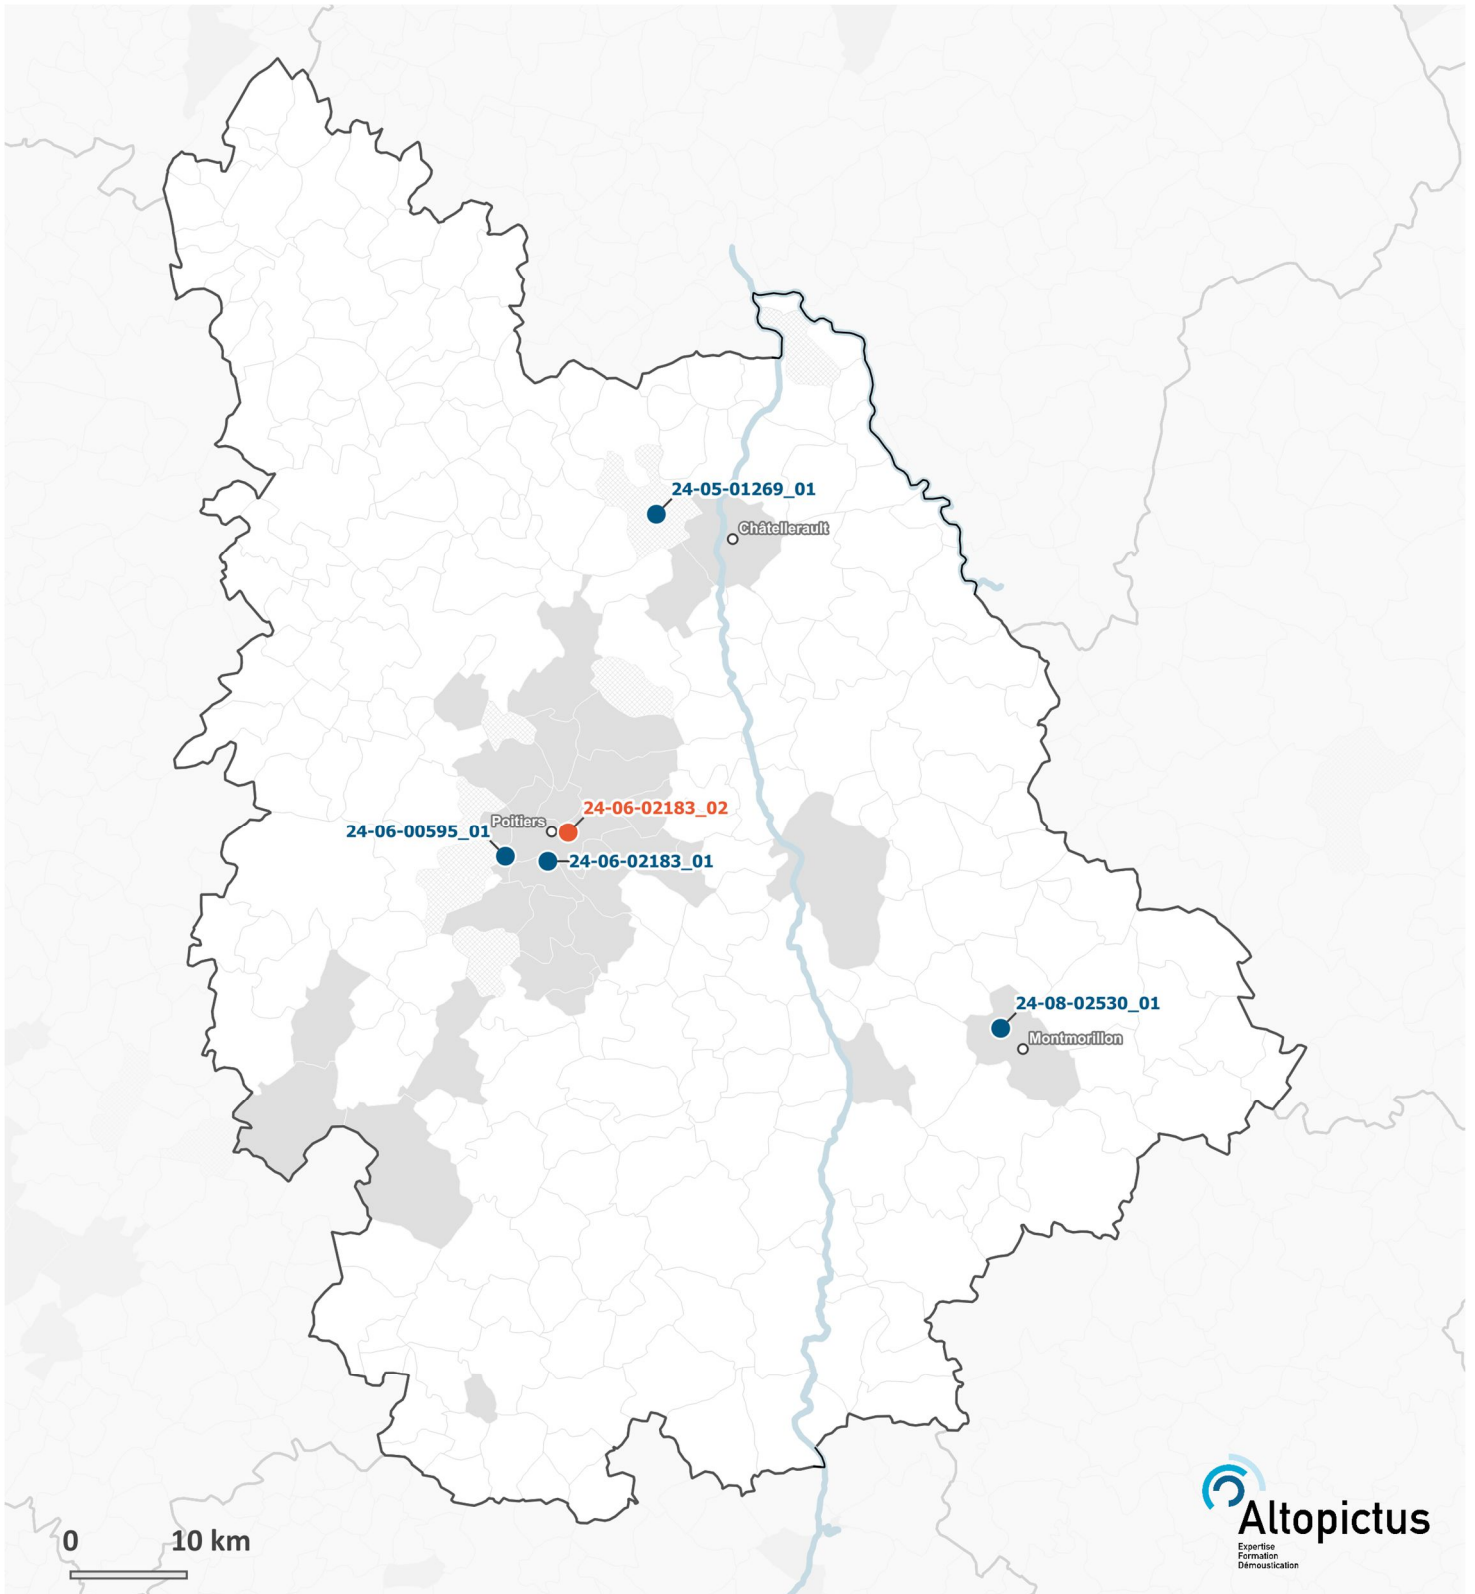 24-05-01269_01
Châtellerault
24-06-02183_02
Poitiers
24-06-00595_01
24-06-02183_01
24-08-02530_01
Montmorillon
0 10 km
Altopictus
Expertise
Formation
Démoustication